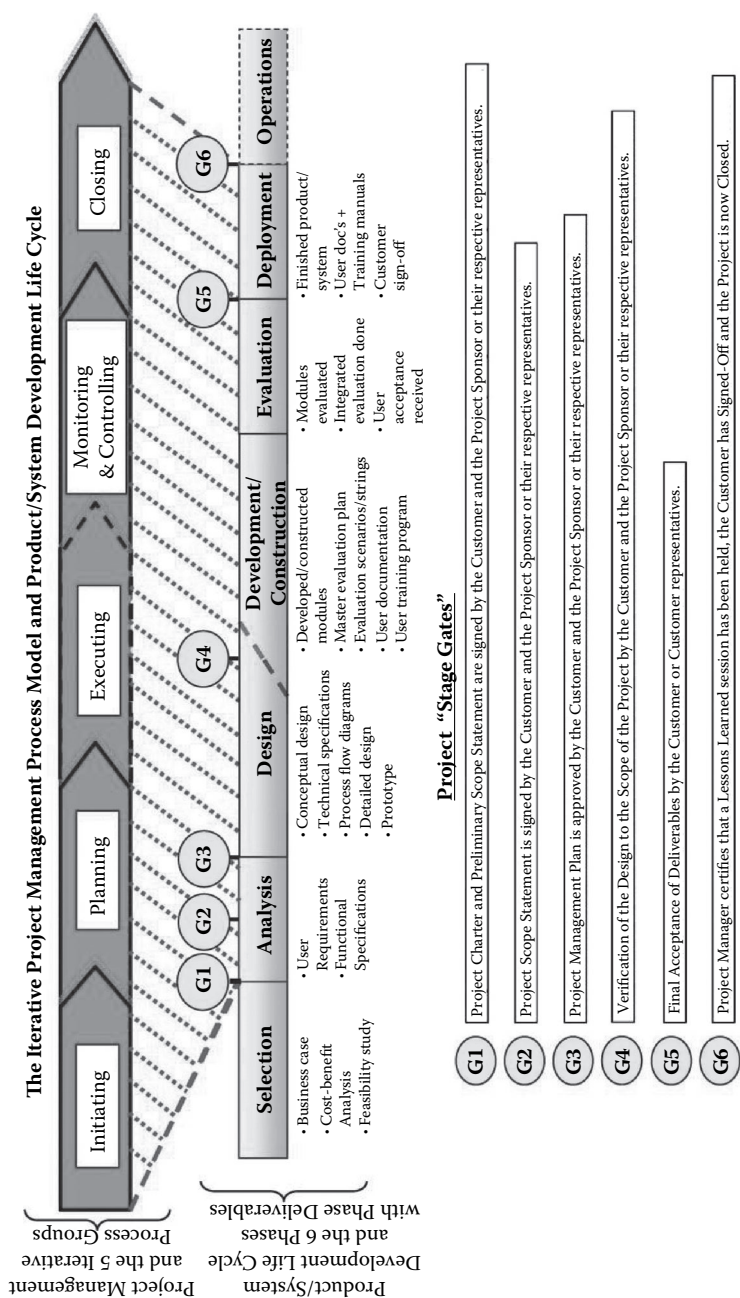 The Iterative Project Management Process Model and Product/System Development Life Cycle
Project Management
and the 5 Iterative
Process Groups
Initiating
Planning
Executing
Monitoring
& Controlling
Closing
G1
G2
G3
G4
G5
G6
Product/System
Development Life Cycle
and the 6 Phases
with Phase Deliverables
Selection
• Business case
• Cost-benefit
Analysis
• Feasibility study
Analysis
• User
Requirements
• Functional
Specifications
Design
• Conceptual design
• Technical specifications
• Process flow diagrams
• Detailed design
• Prototype
Development/
Construction
• Developed/constructed
modules
• Master evaluation plan
• Evaluation scenarios/strings
• User documentation
• User training program
Evaluation
• Modules
evaluated
• Integrated
evaluation done
• User
acceptance
received
Deployment
• Finished product/
system
• User doc's +
Training manuals
• Customer
sign-off
Operations
Project "Stage Gates"
G1 Project Charter and Preliminary Scope Statement are signed by the Customer and the Project Sponsor or their respective representatives.
G2 Project Scope Statement is signed by the Customer and the Project Sponsor or their respective representatives.
G3 Project Management Plan is approved by the Customer and the Project Sponsor or their respective representatives.
G4 Verification of the Design to the Scope of the Project by the Customer and the Project Sponsor or their respective representatives.
G5 Final Acceptance of Deliverables by the Customer or Customer representatives.
G6 Project Manager certifies that a Lessons Learned session has been held, the Customer has Signed-Off and the Project is now Closed.